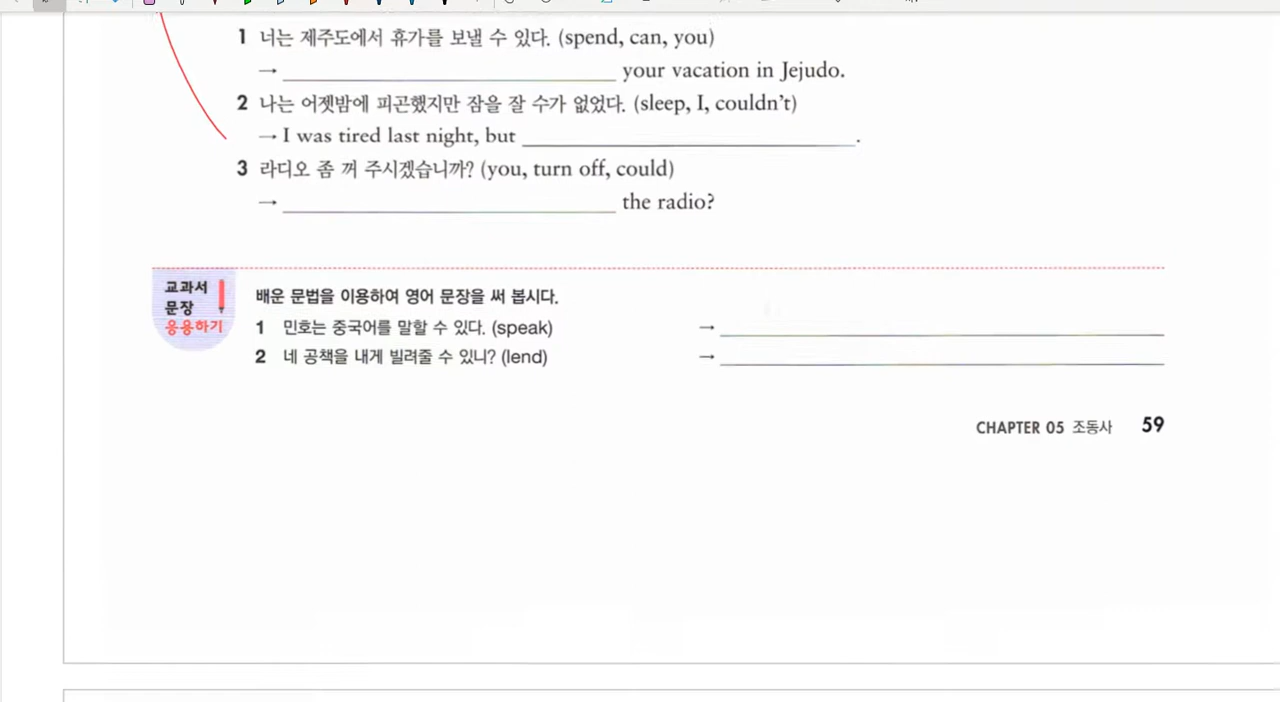 1 너는 제주도에서 휴가를 보낼 수 있다. (spend, can, you)
→ ____________ your vacation in Jejudo.
2 나는 어젯밤에 피곤했지만 잠을 잘 수가 없었다. (sleep, I, couldn't)
→ I was tired last night, but ____________.
3 라디오 좀 꺼 주시겠습니까? (you, turn off, could)
→ ____________ the radio?
교과서
문장
응용하기
배운 문법을 이용하여 영어 문장을 써 봅시다.
1 민호는 중국어를 말할 수 있다. (speak) → ____________
2 네 공책을 내게 빌려줄 수 있니? (lend) → ____________
CHAPTER 05 조동사 59